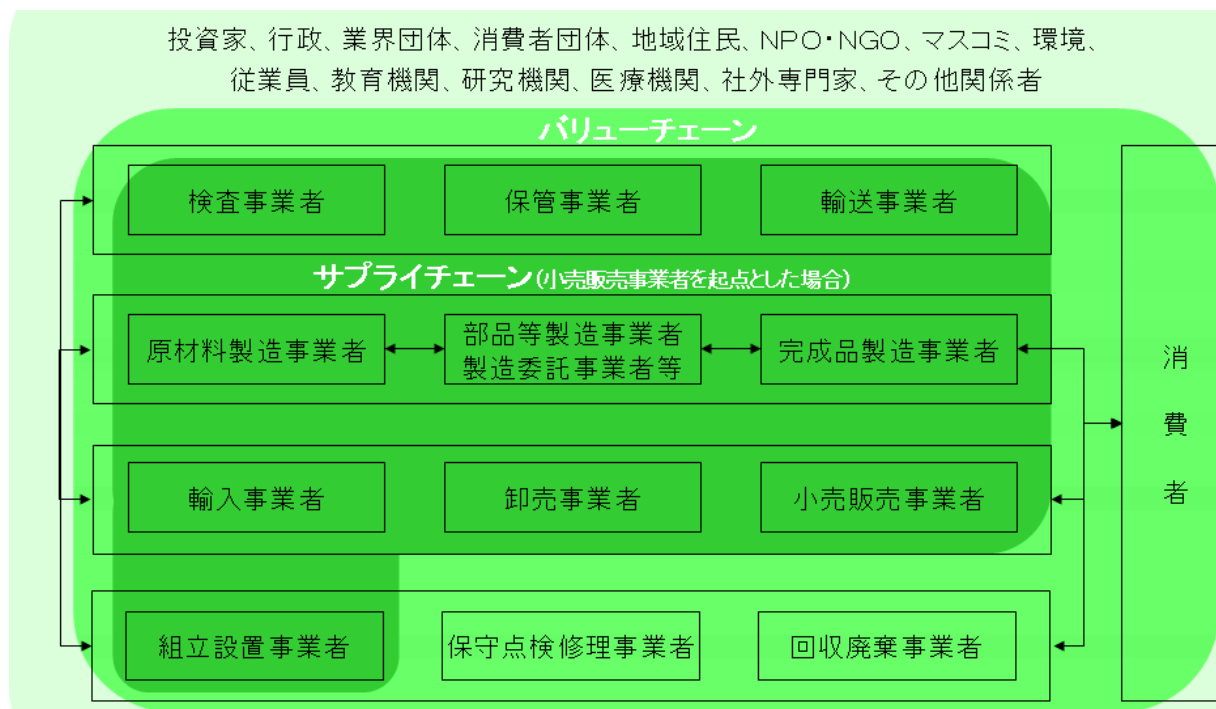 投資家、行政、業界団体、消費者団体、地域住民、NPO・NGO、マスコミ、環境、
従業員、教育機関、研究機関、医療機関、社外専門家、その他関係者
バリューチェーン
検査事業者
保管事業者
輸送事業者
サプライチェーン(小売販売事業者を起点とした場合)
原材料製造事業者
部品等製造事業者
製造委託事業者等
完成品製造事業者
輸入事業者
卸売事業者
小売販売事業者
組立設置事業者
保守点検修理事業者
回収廃棄事業者
消費者